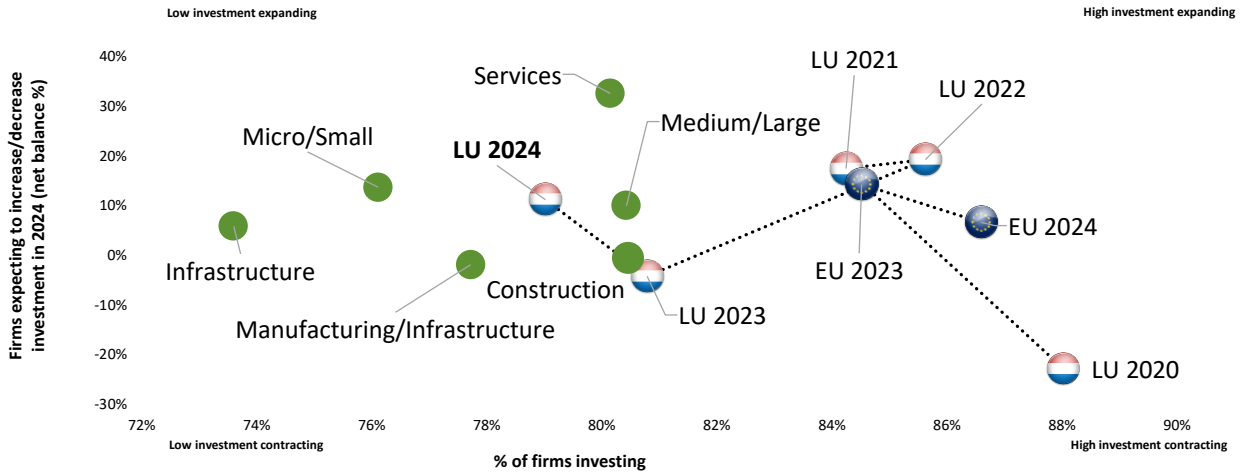 Low investment expanding
High investment expanding
Firms expecting to increase/decrease
investment in 2024 (net balance %)
40%
30%
20%
10%
0%
-10%
-20%
-30%
Services
LU 2021
LU 2022
Micro/Small
Medium/Large
LU 2024
EU 2024
Infrastructure
EU 2023
Construction
LU 2023
Manufacturing/Infrastructure
LU 2020
72%
74%
76%
78%
80%
82%
84%
86%
88%
90%
Low investment contracting
High investment contracting
% of firms investing